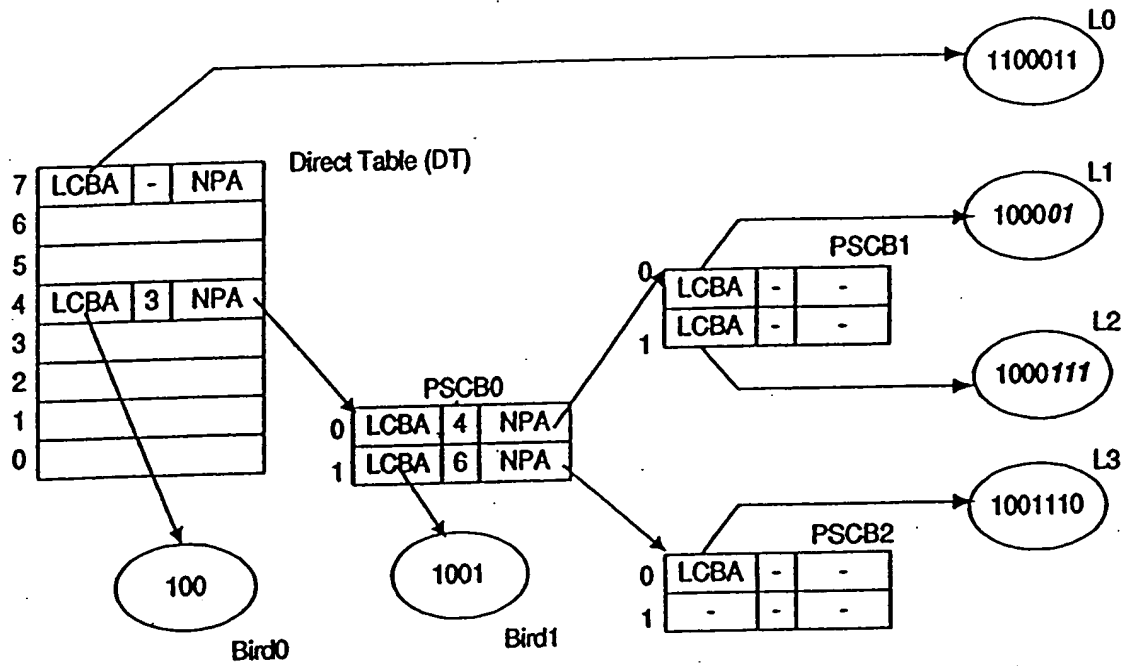 L0
1100011
Direct Table (DT)
7 LCBA - NPA
6
5
4 LCBA 3 NPA
3
2
1
0
L1
100001
PSCB1
0 LCBA - -
1 LCBA - -
L2
1000111
PSCB0
0 LCBA 4 NPA
1 LCBA 6 NPA
L3
1001110
PSCB2
0 LCBA - -
1 - - -
100
Bird0
1001
Bird1